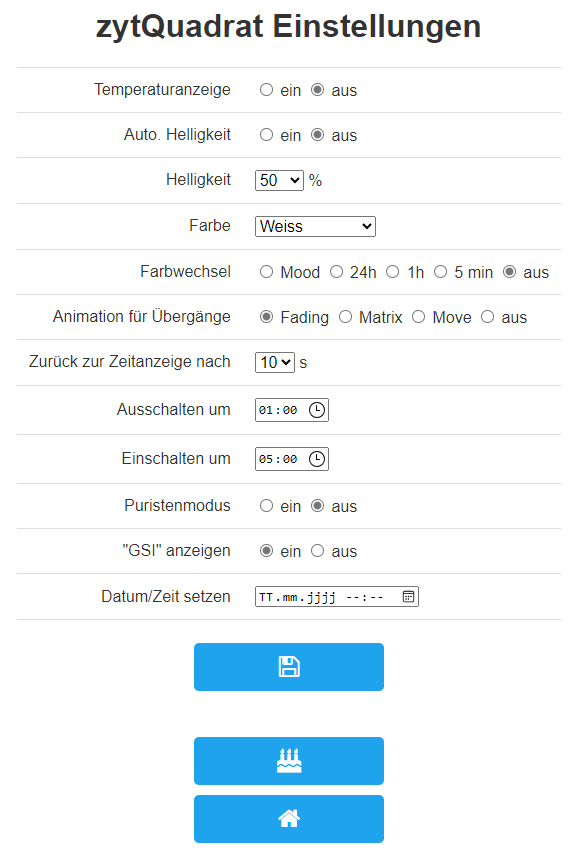 zytQuadrat Einstellungen
Temperaturanzeige ein aus
Auto. Helligkeit ein aus
Helligkeit 50 %
Farbe Weiss
Farbwechsel Mood 24h 1h 5 min aus
Animation für Übergänge Fading Matrix Move aus
Zurück zur Zeitanzeige nach 10 s
Ausschalten um 01:00
Einschalten um 05:00
Puristenmodus ein aus
"GSI" anzeigen ein aus
Datum/Zeit setzen TT.mm.jjjj --:--